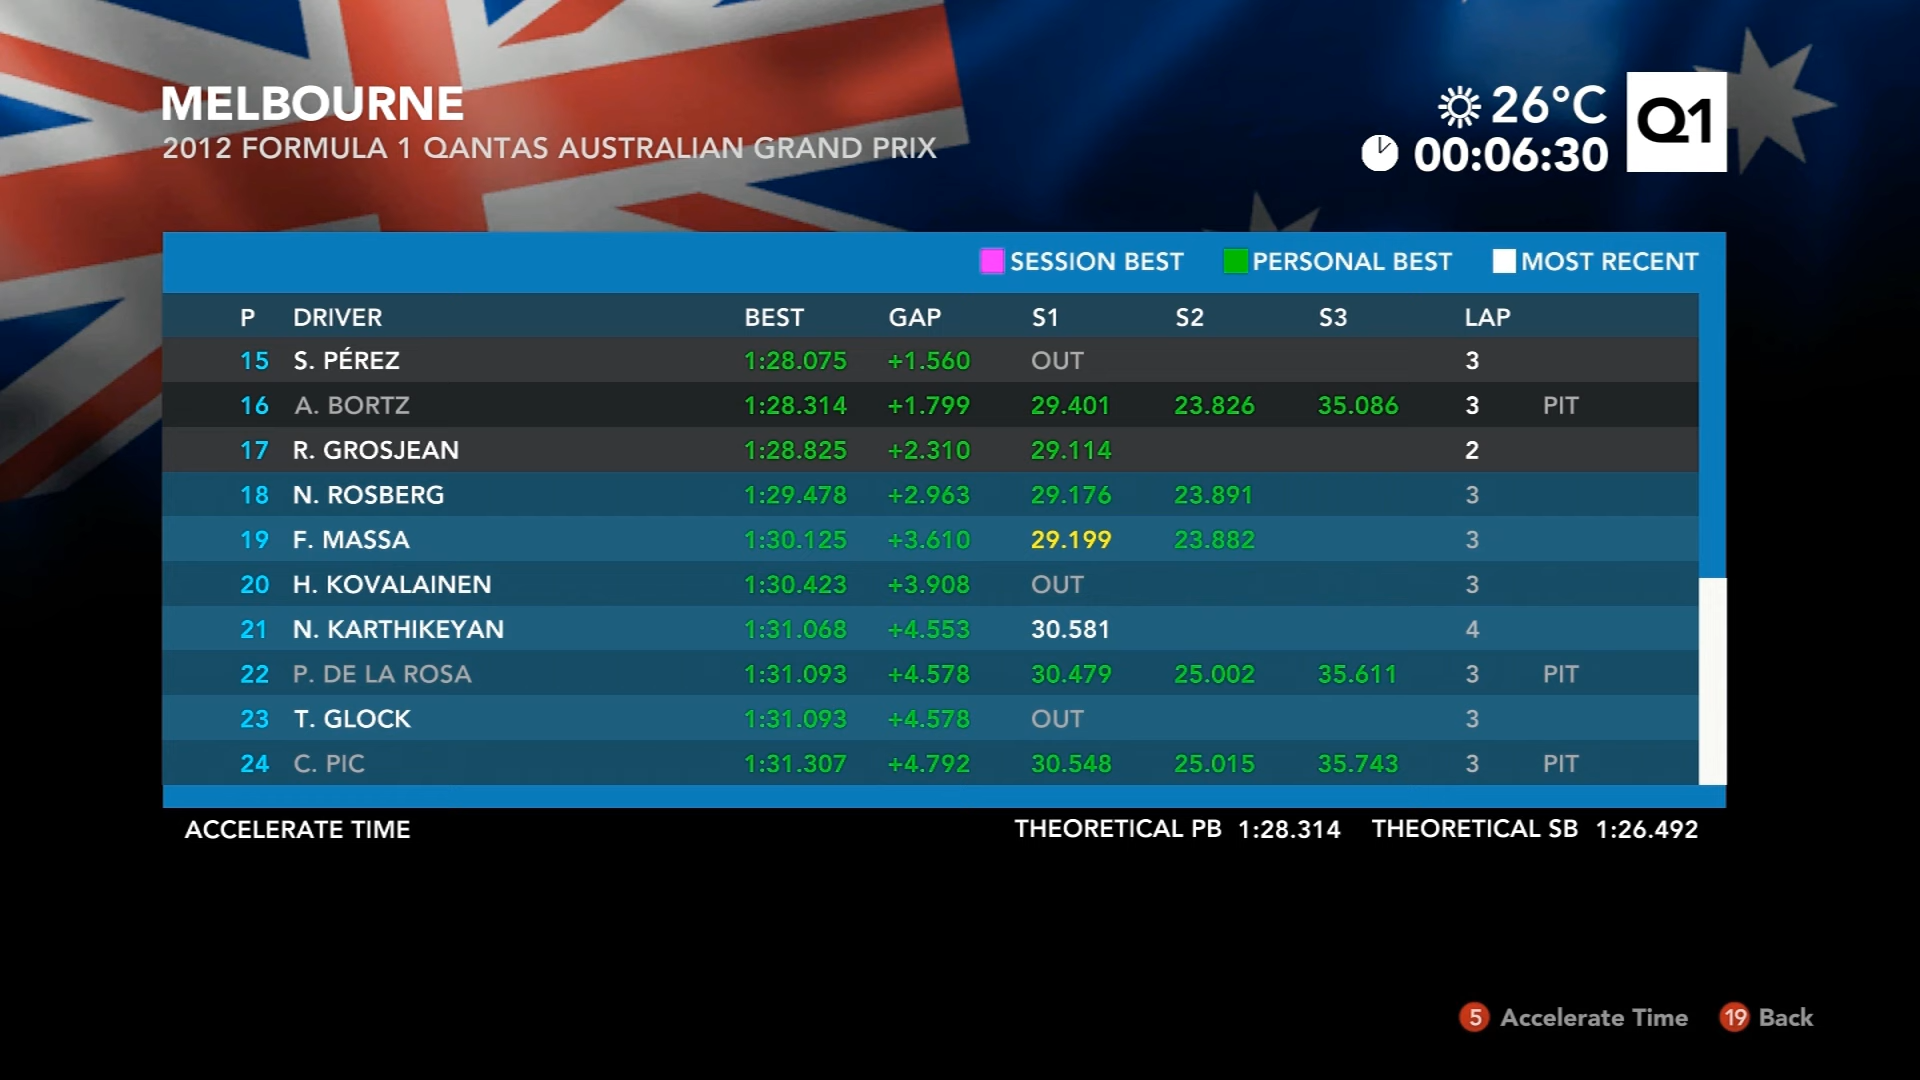 MELBOURNE
2012 FORMULA 1 QANTAS AUSTRALIAN GRAND PRIX
26°C
00:06:30
Q1
SESSION BEST PERSONAL BEST MOST RECENT
P DRIVER BEST GAP S1 S2 S3 LAP
15 S. PÉREZ 1:28.075 +1.560 OUT 3
16 A. BORTZ 1:28.314 +1.799 29.401 23.826 35.086 3 PIT
17 R. GROSJEAN 1:28.825 +2.310 29.114 2
18 N. ROSBERG 1:29.478 +2.963 29.176 23.891 3
19 F. MASSA 1:30.125 +3.610 29.199 23.882 3
20 H. KOVALAINEN 1:30.423 +3.908 OUT 3
21 N. KARTHIKEYAN 1:31.068 +4.553 30.581 4
22 P. DE LA ROSA 1:31.093 +4.578 30.479 25.002 35.611 3 PIT
23 T. GLOCK 1:31.093 +4.578 OUT 3
24 C. PIC 1:31.307 +4.792 30.548 25.015 35.743 3 PIT
ACCELERATE TIME THEORETICAL PB 1:28.314 THEORETICAL SB 1:26.492
5 Accelerate Time 19 Back